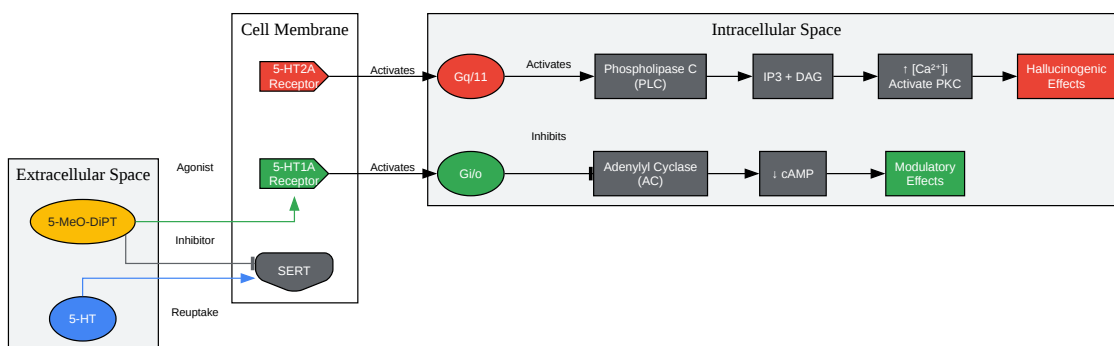 Cell Membrane
Intracellular Space
5-HT2A
Receptor
Activates
Gq/11
Activates
Phospholipase C
(PLC)
IP3 + DAG
↑ [Ca²⁺]i
Activate PKC
Hallucinogenic
Effects
Inhibits
Extracellular Space
Agonist
5-HT1A
Receptor
Activates
Gi/o
Adenylyl Cyclase
(AC)
↓ cAMP
Modulatory
Effects
5-MeO-DiPT
Inhibitor
SERT
Reuptake
5-HT